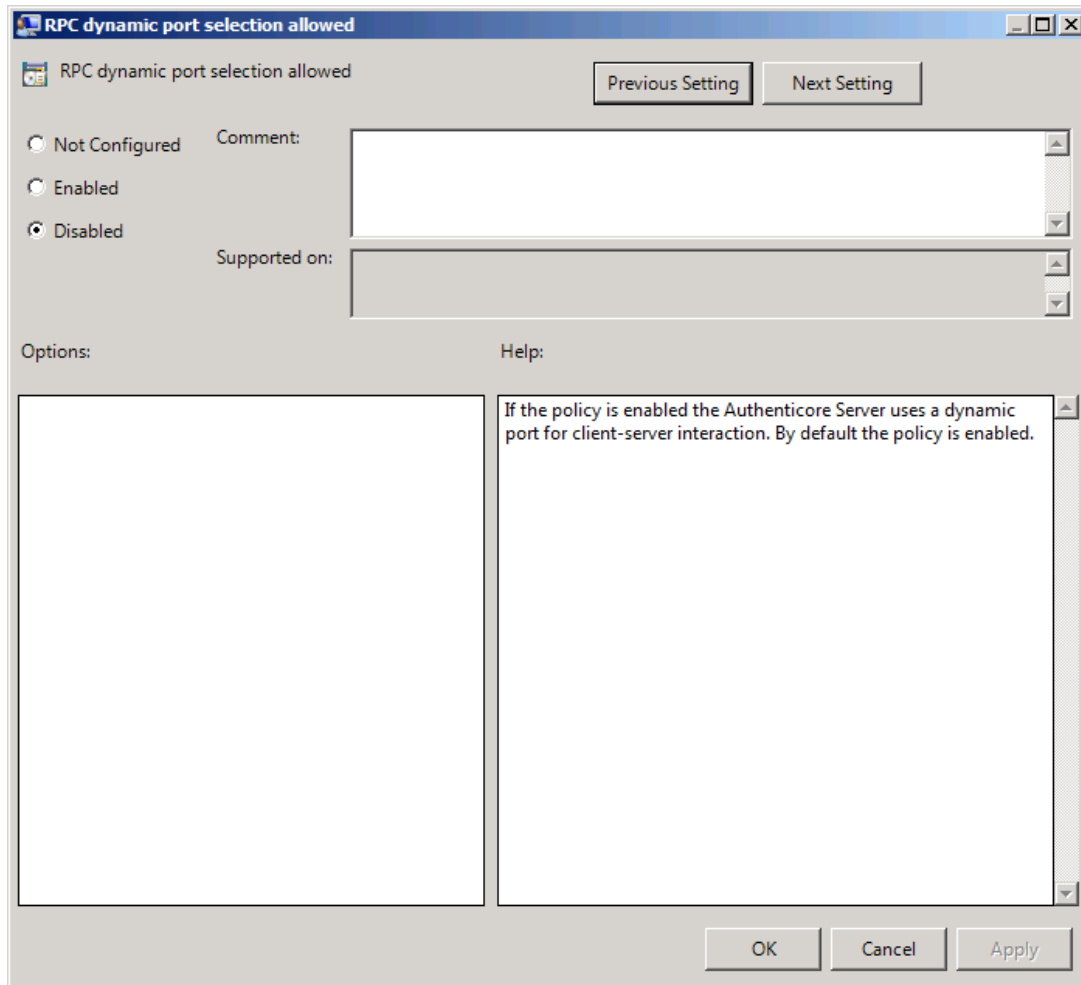 RPC dynamic port selection allowed
RPC dynamic port selection allowed
Previous Setting
Next Setting
Not Configured
Comment:
Enabled
Disabled
Supported on:
Options:
Help:
If the policy is enabled the Authenticore Server uses a dynamic
port for client-server interaction. By default the policy is enabled.
OK
Cancel
Apply